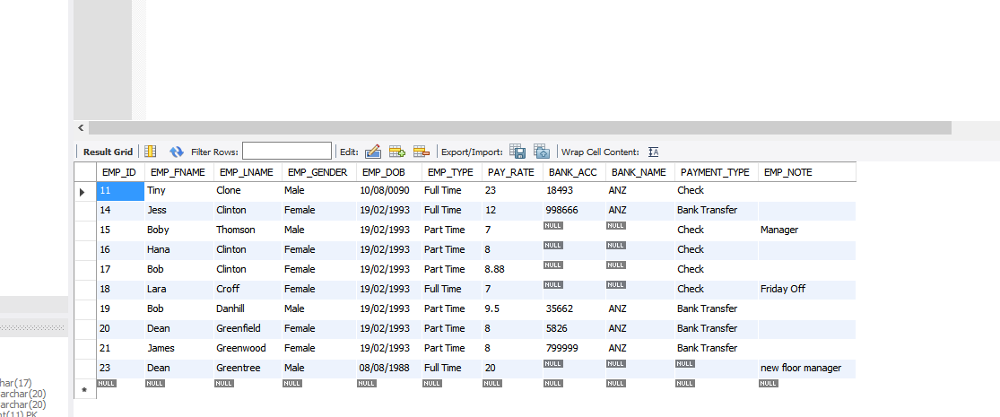 Result Grid Filter Rows: Edit: Export/Import: Wrap Cell Content:
EMP_ID EMP_FNAME EMP_LNAME EMP_GENDER EMP_DOB EMP_TYPE PAY_RATE BANK_ACC BANK_NAME PAYMENT_TYPE EMP_NOTE
11 Tiny Clone Male 10/08/0090 Full Time 23 18493 ANZ Check
14 Jess Clinton Female 19/02/1993 Full Time 12 998666 ANZ Bank Transfer
15 Boby Thomson Male 19/02/1993 Part Time 7 NULL NULL Check Manager
16 Hana Clinton Female 19/02/1993 Part Time 8 NULL NULL Check
17 Bob Clinton Female 19/02/1993 Part Time 8.88 NULL NULL Check
18 Lara Croff Female 19/02/1993 Full Time 7 NULL NULL Check Friday Off
19 Bob Danhill Male 19/02/1993 Part Time 9.5 35662 ANZ Bank Transfer
20 Dean Greenfield Female 19/02/1993 Part Time 8 5826 ANZ Bank Transfer
21 James Greenwood Female 19/02/1993 Part Time 8 799999 ANZ Bank Transfer
23 Dean Greentree Male 08/08/1988 Full Time 20 NULL NULL NULL new floor manager
NULL NULL NULL NULL NULL NULL NULL NULL NULL NULL NULL
har(17)
archar(20)
archar(20)
nt(11) PK